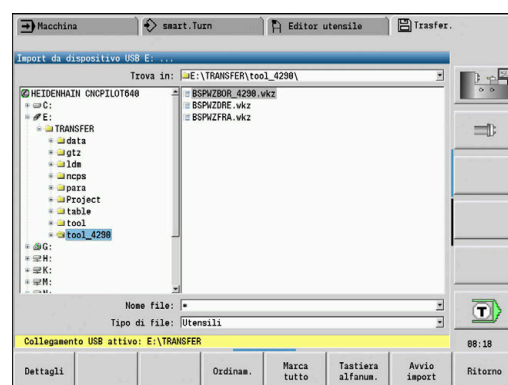 Macchina
smart.Turn
Editor utensile
Trasfer.
Import da dispositivo USB E: ...
Trova in: E:\TRANSFER\tool_4290\
HEIDENHAIN CNCPILOT640
C:
E:
TRANSFER
data
gtz
ldm
ncps
para
Project
table
tool
tool_4290
G:
H:
K:
M:
BSPWZBOR_4290.wkz
BSPWZDRE.wkz
BSPWZFRA.wkz
Nome file: *
Tipo di file: Utensili
Collegamento USB attivo: E:\TRANSFER
T
08:18
Dettagli
Ordinam.
Marca tutto
Tastiera alfanum.
Avvio import
Ritorno